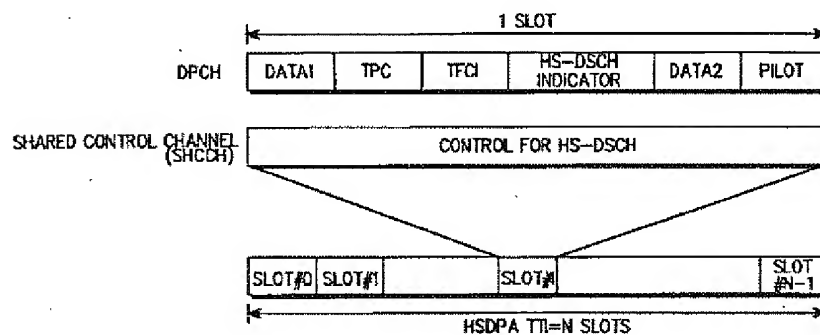 1 SLOT
DPCH DATA1 TPC TFCI HS-DSCH INDICATOR DATA2 PILOT
SHARED CONTROL CHANNEL (SHCCH) CONTROL FOR HS-DSCH
SLOT#0 SLOT#1 SLOT#i SLOT #N-1
HSDPA TTI=N SLOTS